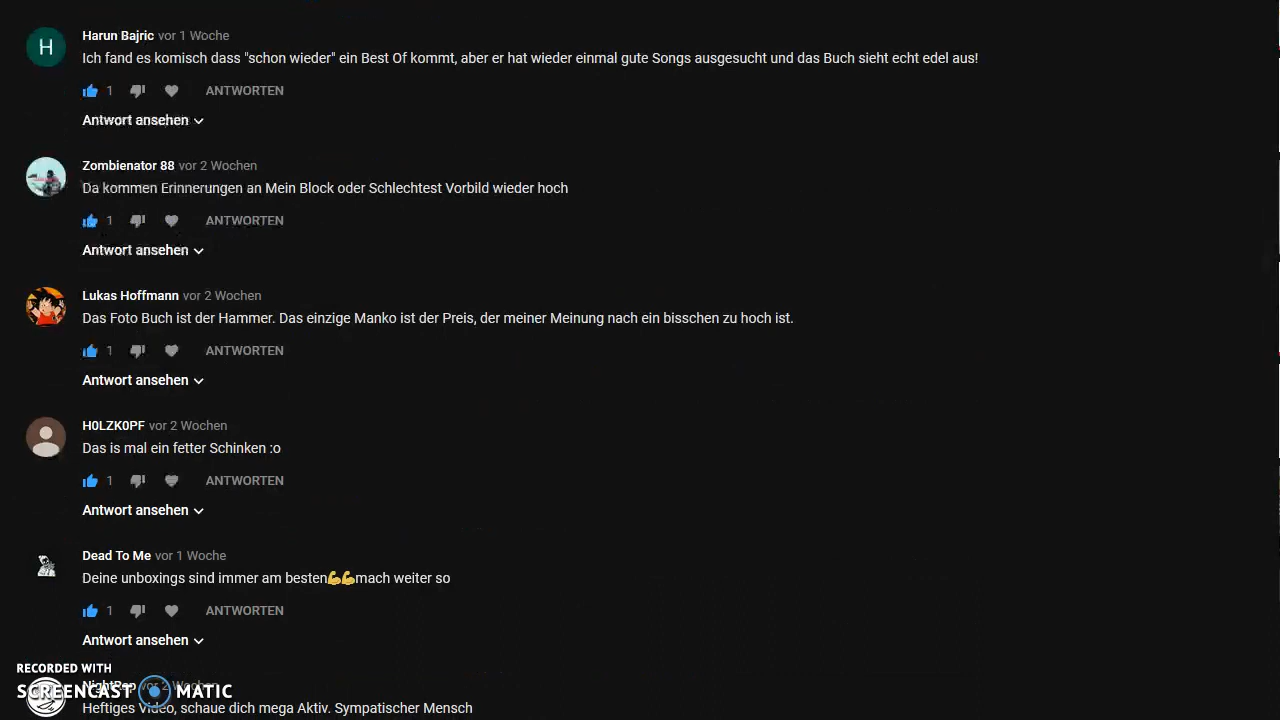 H
Harun Bajric vor 1 Woche
Ich fand es komisch dass "schon wieder" ein Best Of kommt, aber er hat wieder einmal gute Songs ausgesucht und das Buch sieht echt edel aus!
1 ANTWORTEN
Antwort ansehen
Zombienator 88 vor 2 Wochen
Da kommen Erinnerungen an Mein Block oder Schlechtest Vorbild wieder hoch
1 ANTWORTEN
Antwort ansehen
Lukas Hoffmann vor 2 Wochen
Das Foto Buch ist der Hammer. Das einzige Manko ist der Preis, der meiner Meinung nach ein bisschen zu hoch ist.
1 ANTWORTEN
Antwort ansehen
H0LZK0PF vor 2 Wochen
Das is mal ein fetter Schinken :o
1 ANTWORTEN
Antwort ansehen
Dead To Me vor 1 Woche
Deine unboxings sind immer am besten💪💪mach weiter so
1 ANTWORTEN
Antwort ansehen
RECORDED WITH
SCREENCAST MATIC
NightRap vor 2 Wochen
Heftiges Video, schaue dich mega Aktiv. Sympatischer Mensch